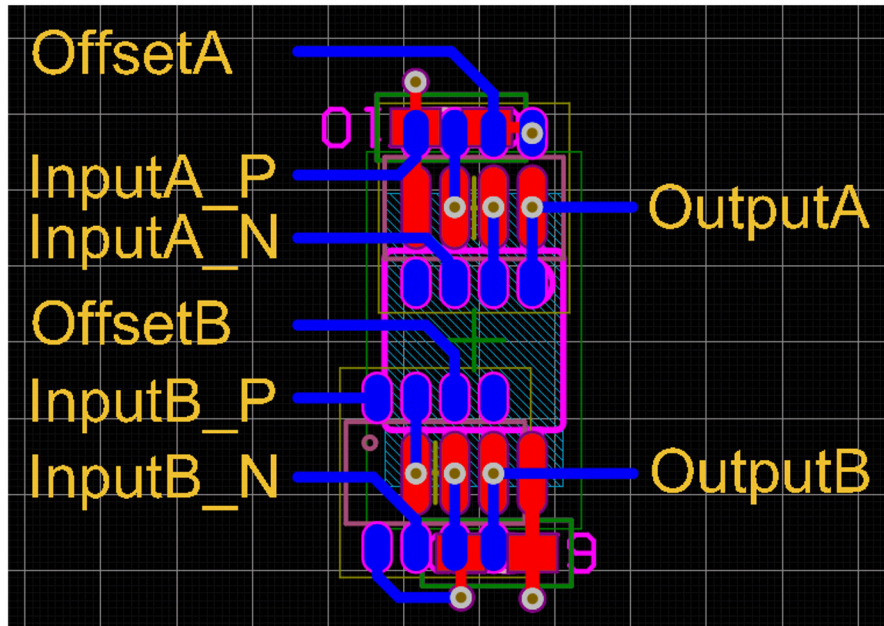 OffsetA
InputA_P
InputA_N
OutputA
OffsetB
InputB_P
InputB_N
OutputB